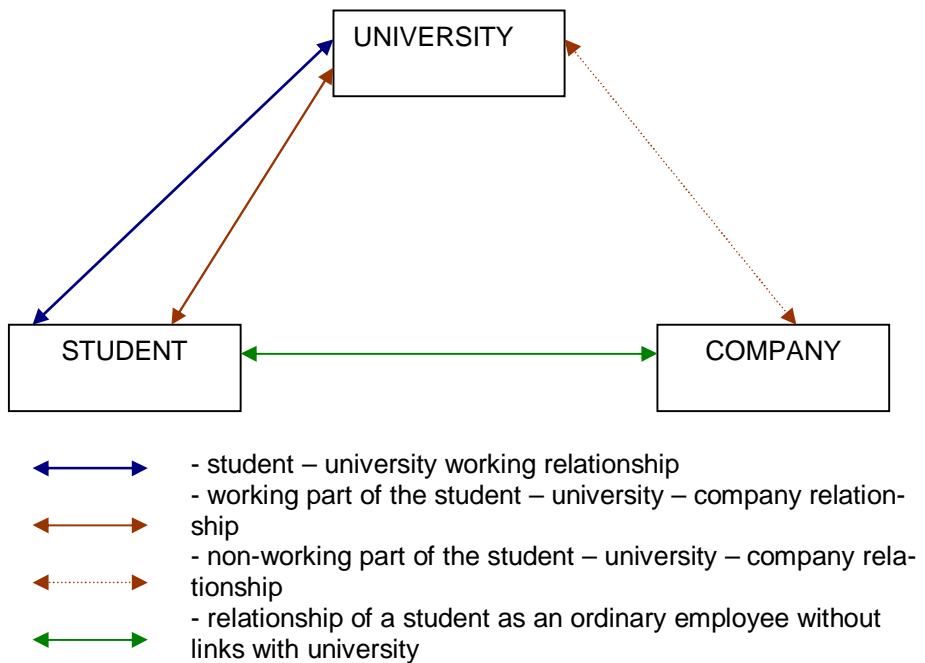 UNIVERSITY
STUDENT
COMPANY
- student – university working relationship
- working part of the student – university – company relation-
ship
- non-working part of the student – university – company rela-
tionship
- relationship of a student as an ordinary employee without
links with university